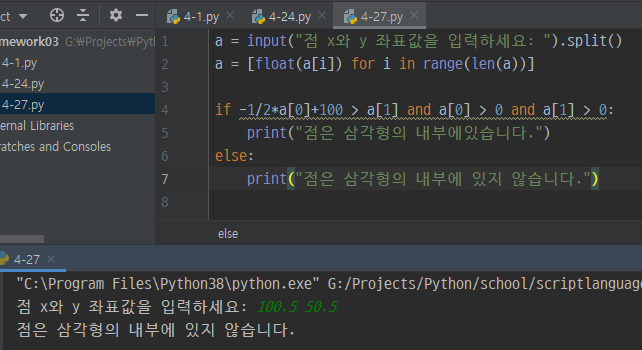 ct
4-1.py
4-24.py
4-27.py
mework03 G:₩Projects₩Pyth
4-1.py
4-24.py
4-27.py
ernal Libraries
ratches and Consoles
1 a = input("점 x와 y 좌표값을 입력하세요: ").split()
2 a = [float(a[i]) for i in range(len(a))]
3
4 if -1/2*a[0]+100 > a[1] and a[0] > 0 and a[1] > 0:
5 print("점은 삼각형의 내부에있습니다.")
6 else:
7 print("점은 삼각형의 내부에 있지 않습니다.")
8
else
4-27
"C:\Program Files\Python38\python.exe" G:/Projects/Python/school/scriptlanguage
점 x와 y 좌표값을 입력하세요: 100.5 50.5
점은 삼각형의 내부에 있지 않습니다.